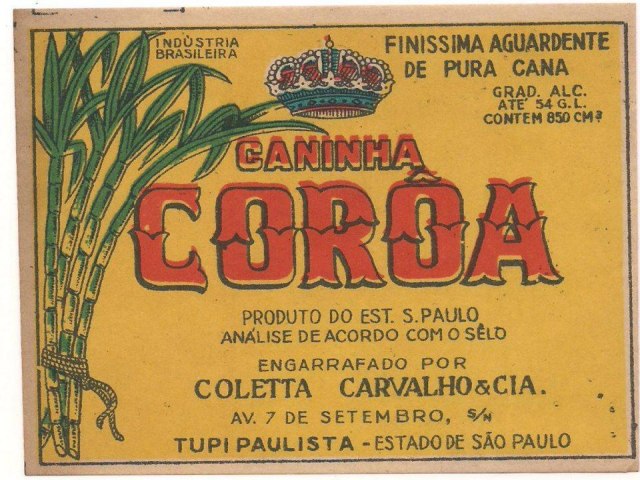 INDÙSTRIA
BRASILEIRA
FINISSIMA AGUARDENTE
DE PURA CANA
GRAD. ALC.
ATÉ 54 G.L.
CONTEM 850 CM³
CANINHA
CORÔA
PRODUTO DO EST. S. PAULO
ANÁLISE DE ACORDO COM O SÊLO
ENGARRAFADO POR
COLETTA CARVALHO & CIA.
AV. 7 DE SETEMBRO, S/N
TUPI PAULISTA - ESTADO DE SÃO PAULO